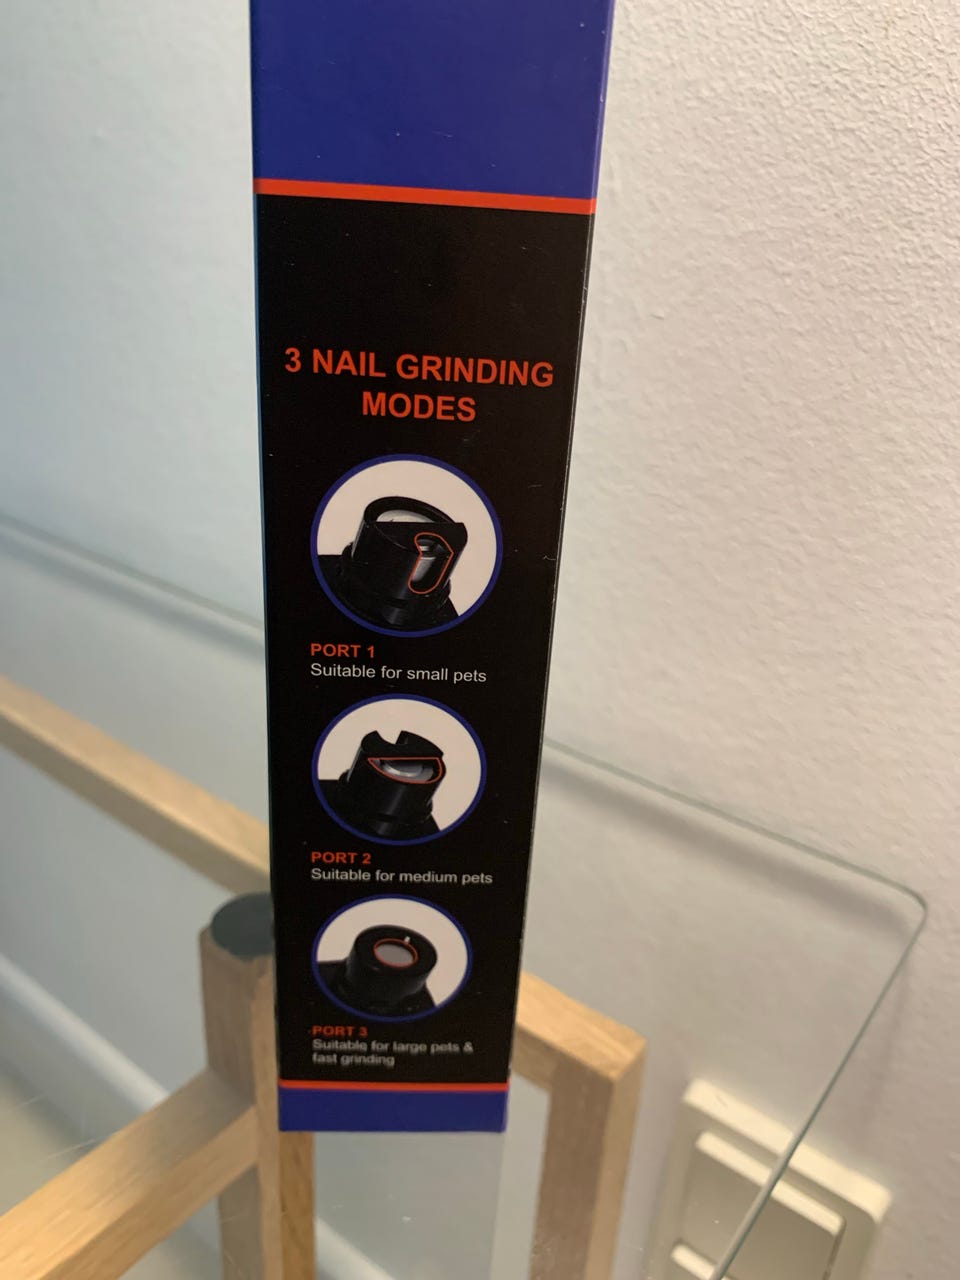 3 NAIL GRINDING
MODES
PORT 1
Suitable for small pets
PORT 2
Suitable for medium pets
PORT 3
Suitable for large pets &
fast grinding